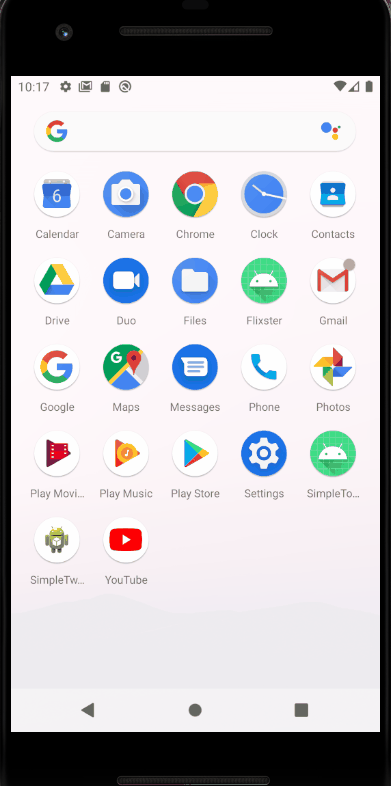 10:17
6
Calendar Camera Chrome Clock Contacts
Drive Duo Files Flixster Gmail
G
Google Maps Messages Phone Photos
Play Movi... Play Music Play Store Settings SimpleTo...
SimpleTw... YouTube